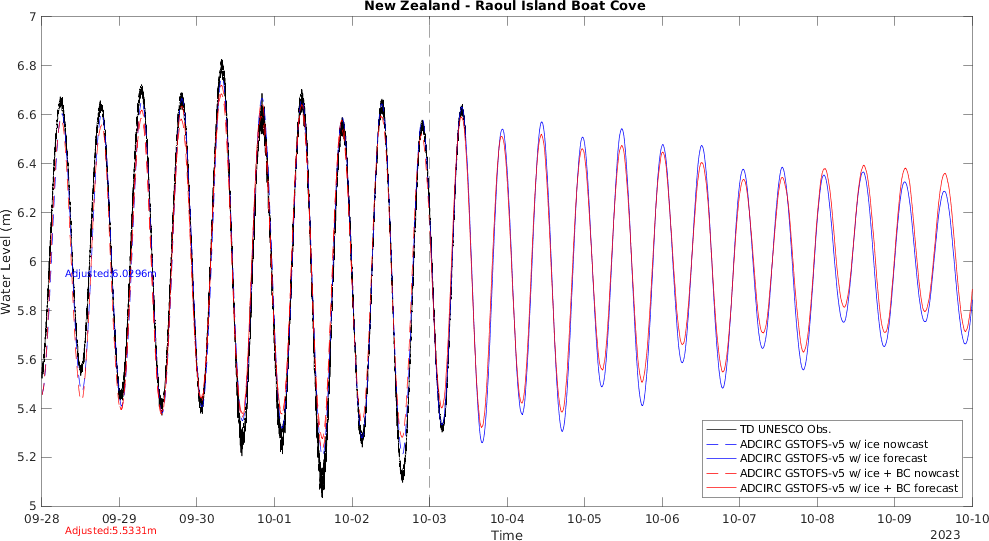 New Zealand - Raoul Island Boat Cove
7
6.8
6.6
6.4
6.2
6
5.8
5.6
5.4
5.2
5
Water Level (m)
Adjusted:6.0296m
TD UNESCO Obs.
ADCIRC GSTOFS-v5 w/ ice nowcast
ADCIRC GSTOFS-v5 w/ ice forecast
ADCIRC GSTOFS-v5 w/ ice + BC nowcast
ADCIRC GSTOFS-v5 w/ ice + BC forecast
09-28 09-29 09-30 10-01 10-02 10-03 10-04 10-05 10-06 10-07 10-08 10-09 10-10
Adjusted:5.5331m
Time
2023